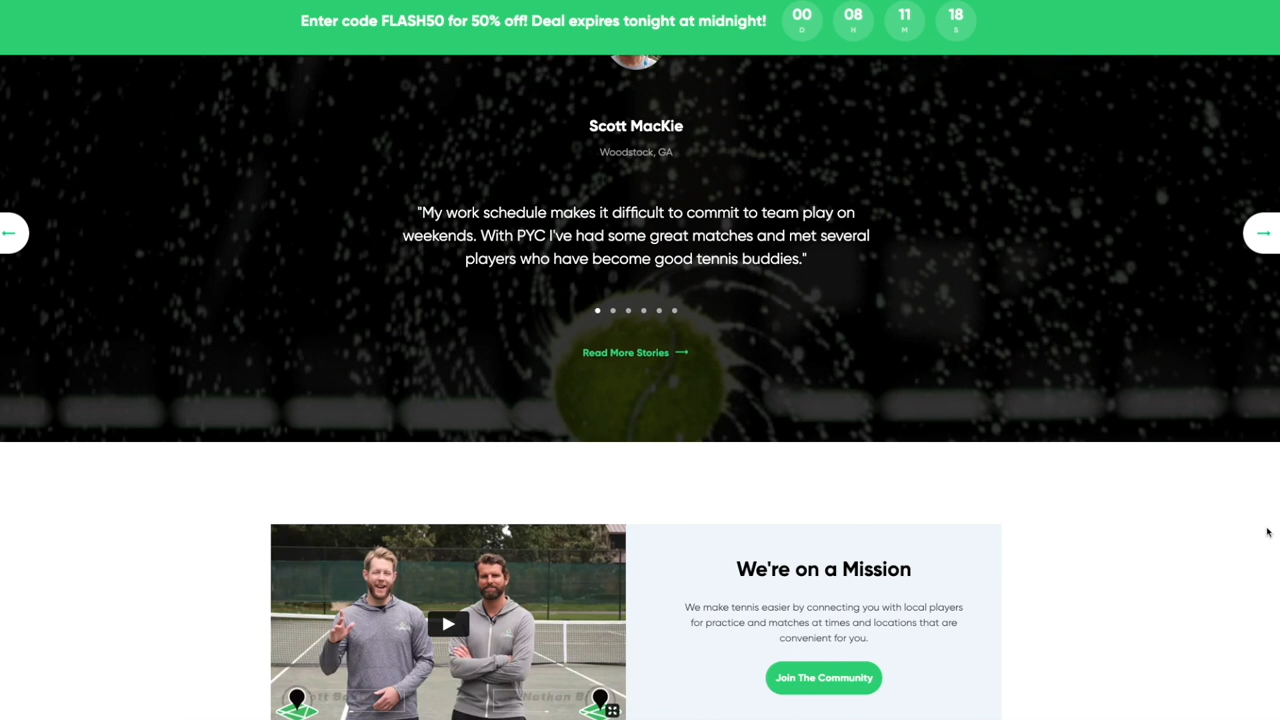 Enter code FLASH50 for 50% off! Deal expires tonight at midnight!
00 08 11 18
D H M S
Scott MacKie
Woodstock, GA
"My work schedule makes it difficult to commit to team play on
weekends. With PYC I've had some great matches and met several
players who have become good tennis buddies."
Read More Stories
We're on a Mission
We make tennis easier by connecting you with local players
for practice and matches at times and locations that are
convenient for you.
Join The Community
Nathan